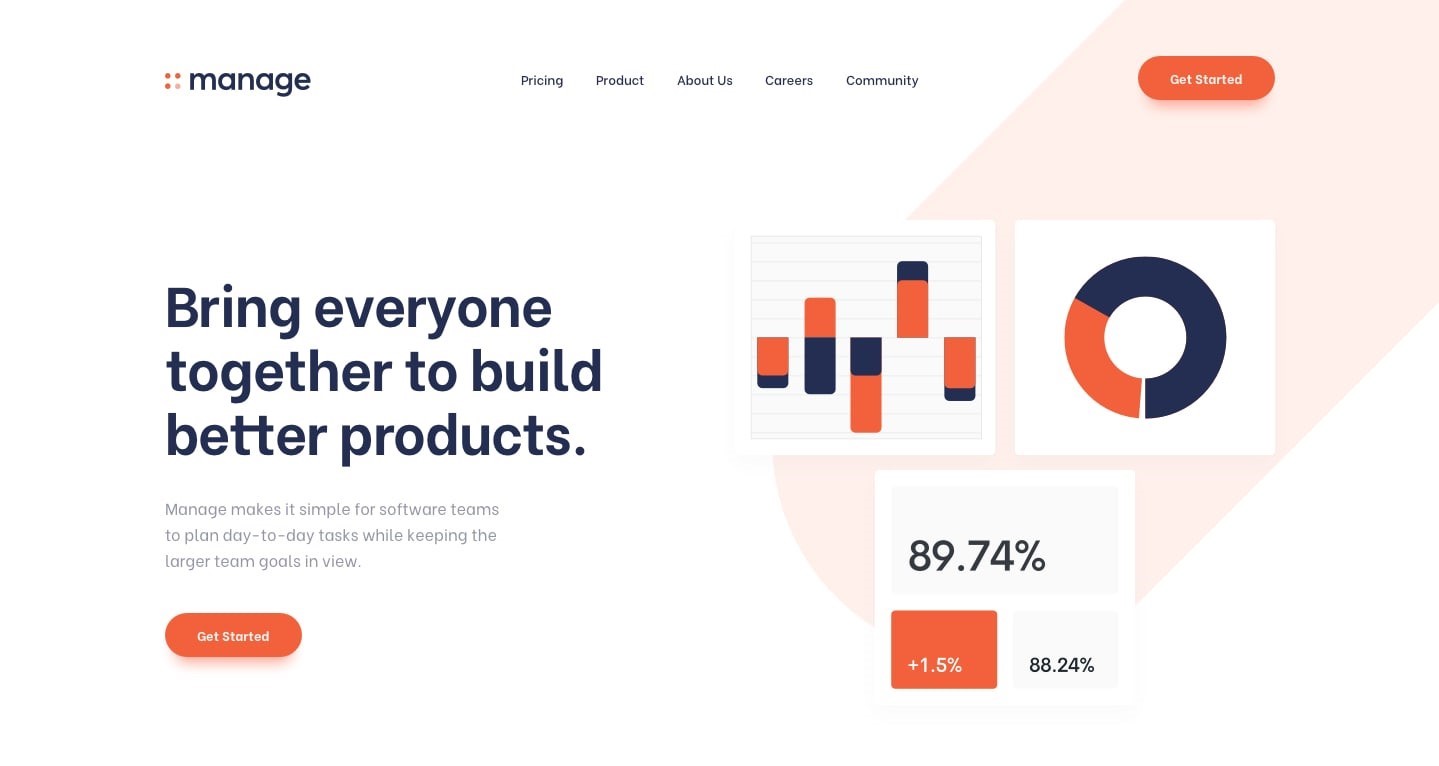 manage
Pricing
Product
About Us
Careers
Community
Get Started
Bring everyone
together to build
better products.
Manage makes it simple for software teams
to plan day-to-day tasks while keeping the
larger team goals in view.
Get Started
89.74%
+1.5%
88.24%